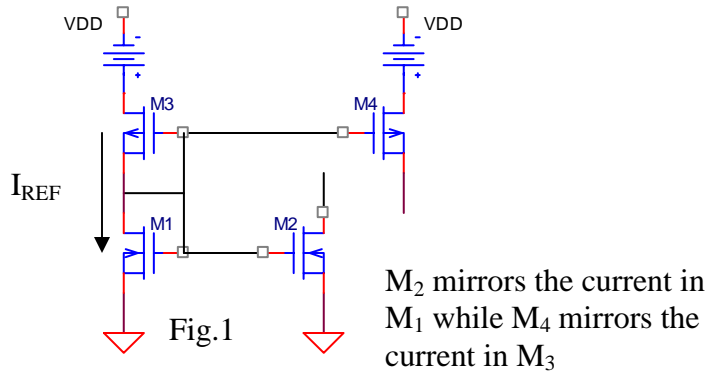 VDD
VDD
-
-
+
+
M3
M4
I_REF
M1
M2
M2 mirrors the current in
M1 while M4 mirrors the
current in M3
Fig.1